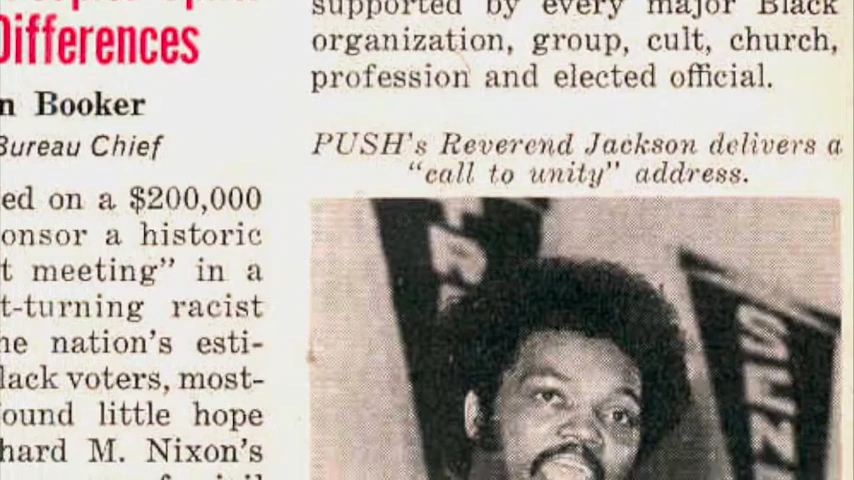 Differences
n Booker
Bureau Chief
ed on a $200,000
onsor a historic
t meeting” in a
t-turning racist
he nation’s esti-
lack voters, most-
ound little hope
hard M. Nixon’s
supported by every major Black
organization, group, cult, church,
profession and elected official.
PUSH’s Reverend Jackson delivers a
“call to unity” address.